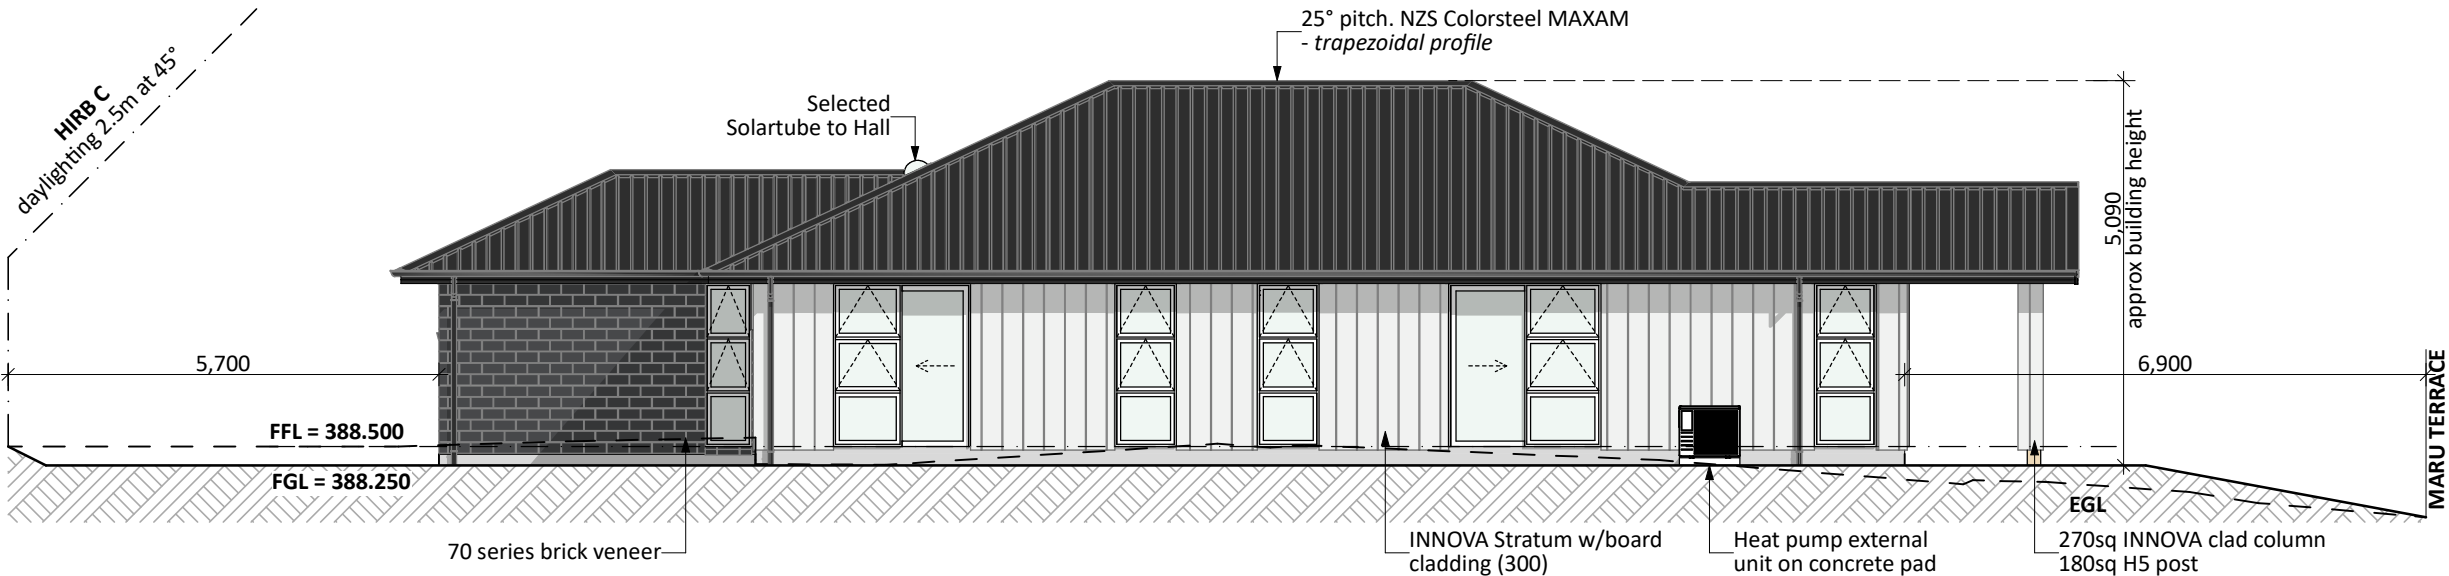 25° pitch. NZS Colorsteel MAXAM
- trapezoidal profile
HIRB C
daylighting 2.5m at 45°
Selected
Solartube to Hall
5,090
approx building height
5,700
6,900
MARU TERRACE
FFL = 388.500
FGL = 388.250
EGL
70 series brick veneer
INNOVA Stratum w/board
cladding (300)
Heat pump external
unit on concrete pad
270sq INNOVA clad column
180sq H5 post